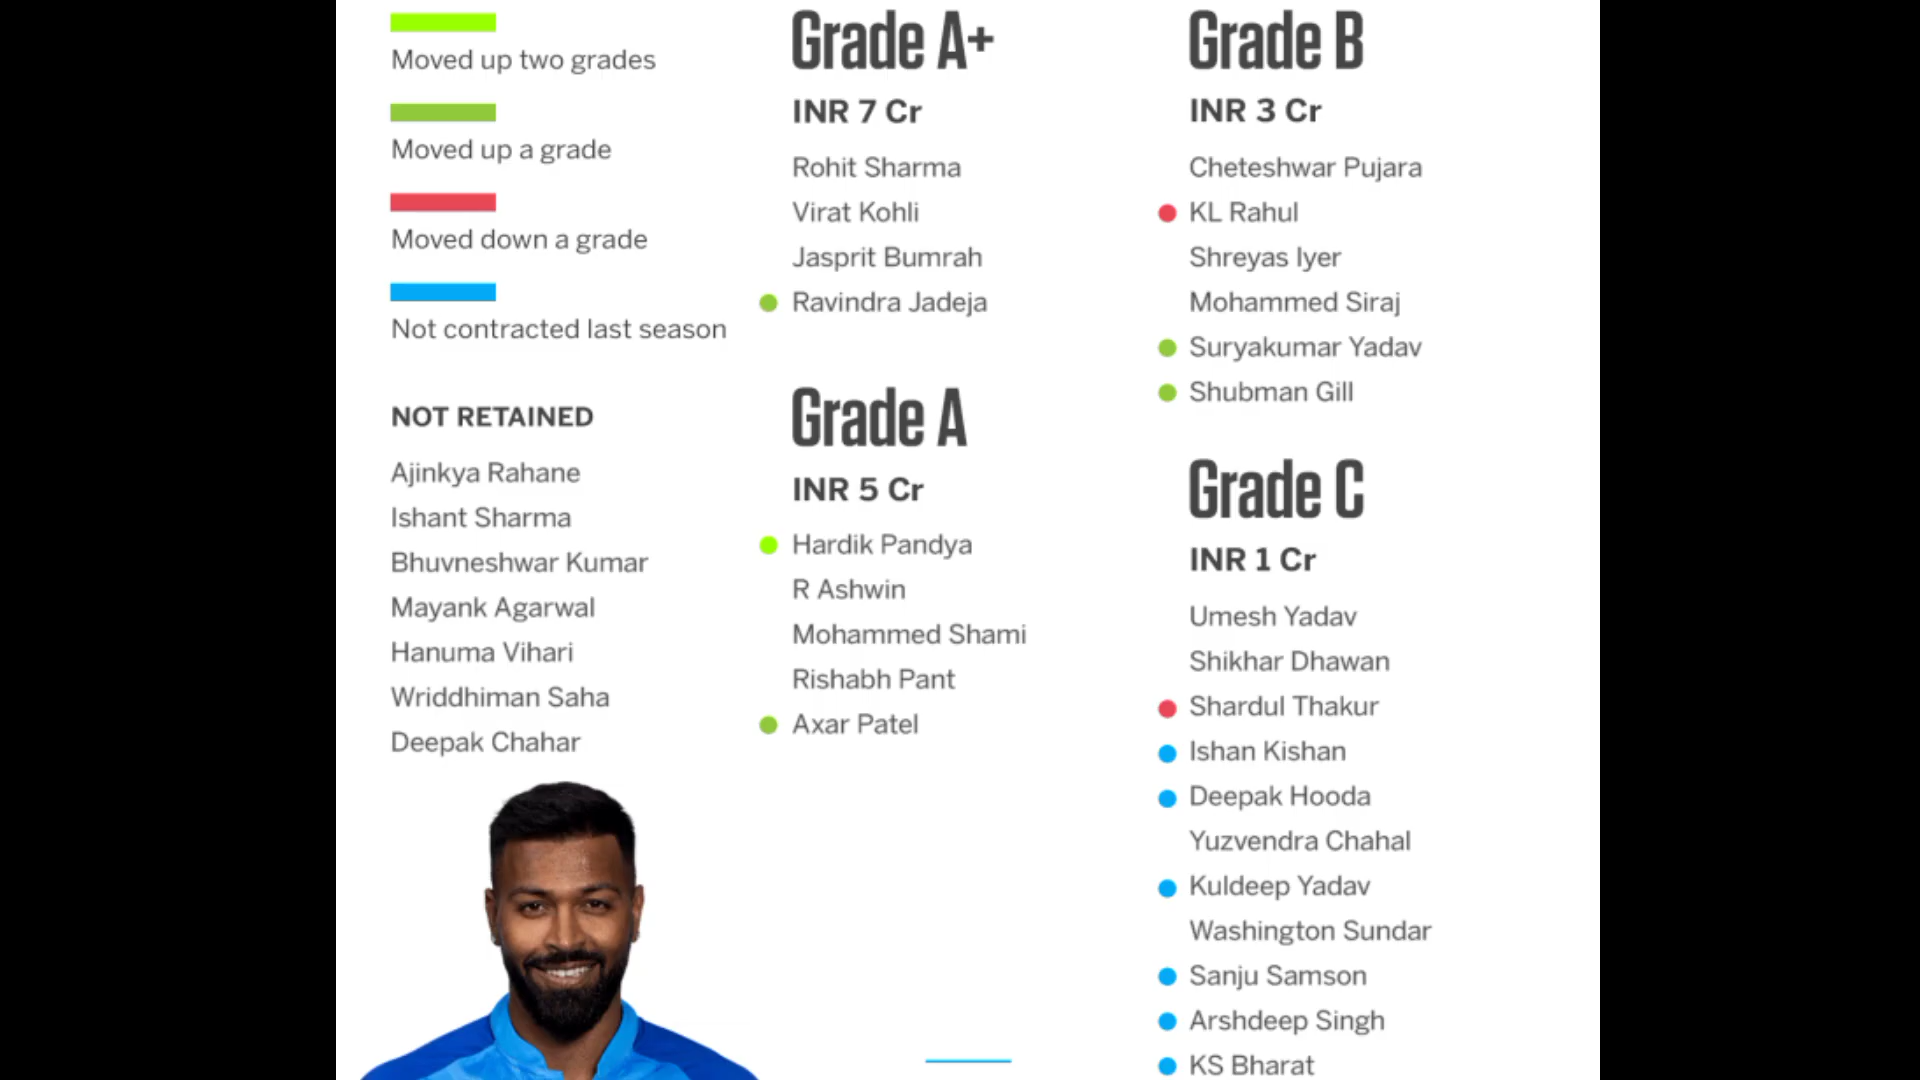 Moved up two grades
Moved up a grade
Moved down a grade
Not contracted last season
NOT RETAINED
Ajinkya Rahane
Ishant Sharma
Bhuvneshwar Kumar
Mayank Agarwal
Hanuma Vihari
Wriddhiman Saha
Deepak Chahar
Grade A+
INR 7 Cr
Rohit Sharma
Virat Kohli
Jasprit Bumrah
Ravindra Jadeja
Grade A
INR 5 Cr
Hardik Pandya
R Ashwin
Mohammed Shami
Rishabh Pant
Axar Patel
Grade B
INR 3 Cr
Cheteshwar Pujara
KL Rahul
Shreyas Iyer
Mohammed Siraj
Suryakumar Yadav
Shubman Gill
Grade C
INR 1 Cr
Umesh Yadav
Shikhar Dhawan
Shardul Thakur
Ishan Kishan
Deepak Hooda
Yuzvendra Chahal
Kuldeep Yadav
Washington Sundar
Sanju Samson
Arshdeep Singh
KS Bharat